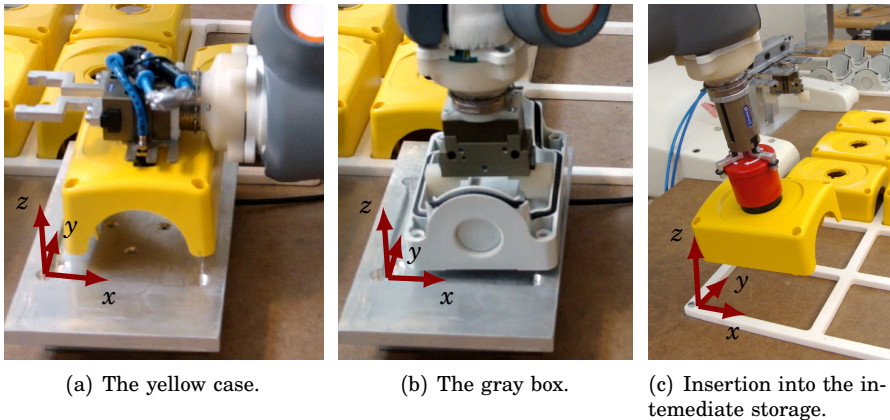 z
y
x
z
y
x
z
y
x
(a) The yellow case.
(b) The gray box.
(c) Insertion into the in-
temediate storage.